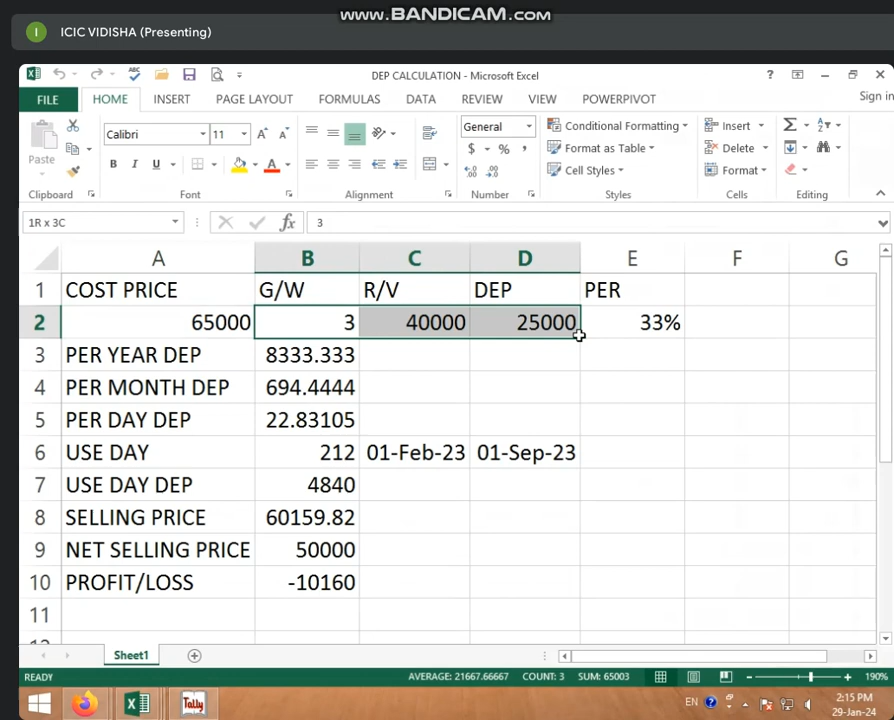 www.BANDICAM.com
I ICIC VIDISHA (Presenting)
DEP CALCULATION - Microsoft Excel
FILE HOME INSERT PAGE LAYOUT FORMULAS DATA REVIEW VIEW POWERPIVOT Sign in
Calibri 11 General Conditional Formatting Insert
Paste B I U $ % , Format as Table Delete
Cell Styles Format
Clipboard Font Alignment Number Styles Cells Editing
1R x 3C fx 3
A B C D E F G
1 COST PRICE G/W R/V DEP PER
2 65000 3 40000 25000 33%
3 PER YEAR DEP 8333.333
4 PER MONTH DEP 694.4444
5 PER DAY DEP 22.83105
6 USE DAY 212 01-Feb-23 01-Sep-23
7 USE DAY DEP 4840
8 SELLING PRICE 60159.82
9 NET SELLING PRICE 50000
10 PROFIT/LOSS -10160
11
Sheet1
READY AVERAGE: 21667.66667 COUNT: 3 SUM: 65003 190%
Tally EN 2:15 PM
29-Jan-24